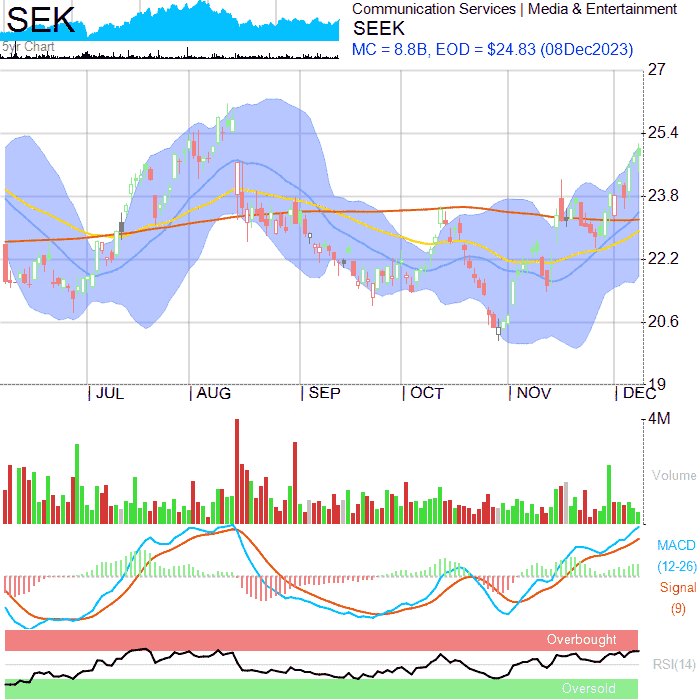 SEK
5yr Chart
Communication Services | Media & Entertainment
SEEK
MC = 8.8B, EOD = $24.83 (08Dec2023)
27
25.4
23.8
22.2
20.6
19
JUL AUG SEP OCT NOV DEC
4M
Volume
MACD
(12-26)
Signal
(9)
Overbought
RSI(14)
Oversold